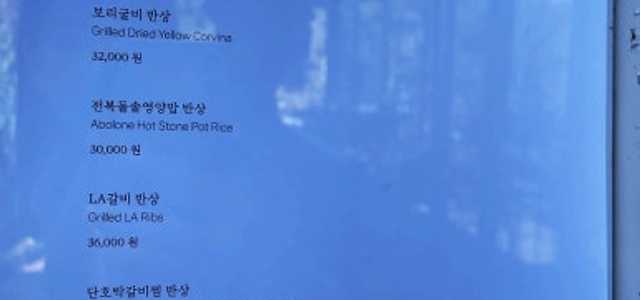 보리굴비 반상
Grilled Dried Yellow Corvina
32,000 원
전복돌솥영양밥 반상
Abalone Hot Stone Pot Rice
30,000 원
LA갈비 반상
Grilled LA Ribs
36,000 원
단호박갈비찜 반상